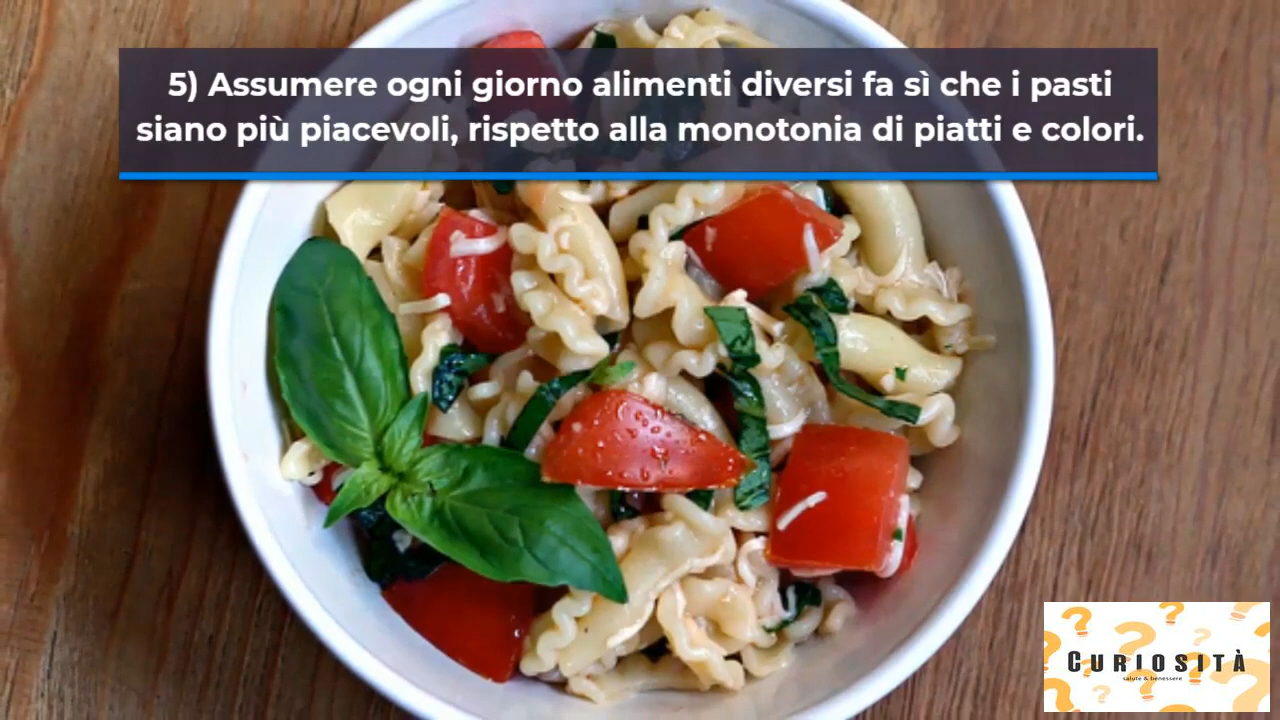 5) Assumere ogni giorno alimenti diversi fa sì che i pasti
siano più piacevoli, rispetto alla monotonia di piatti e colori.
CURIOSITÀ
salute & benessere